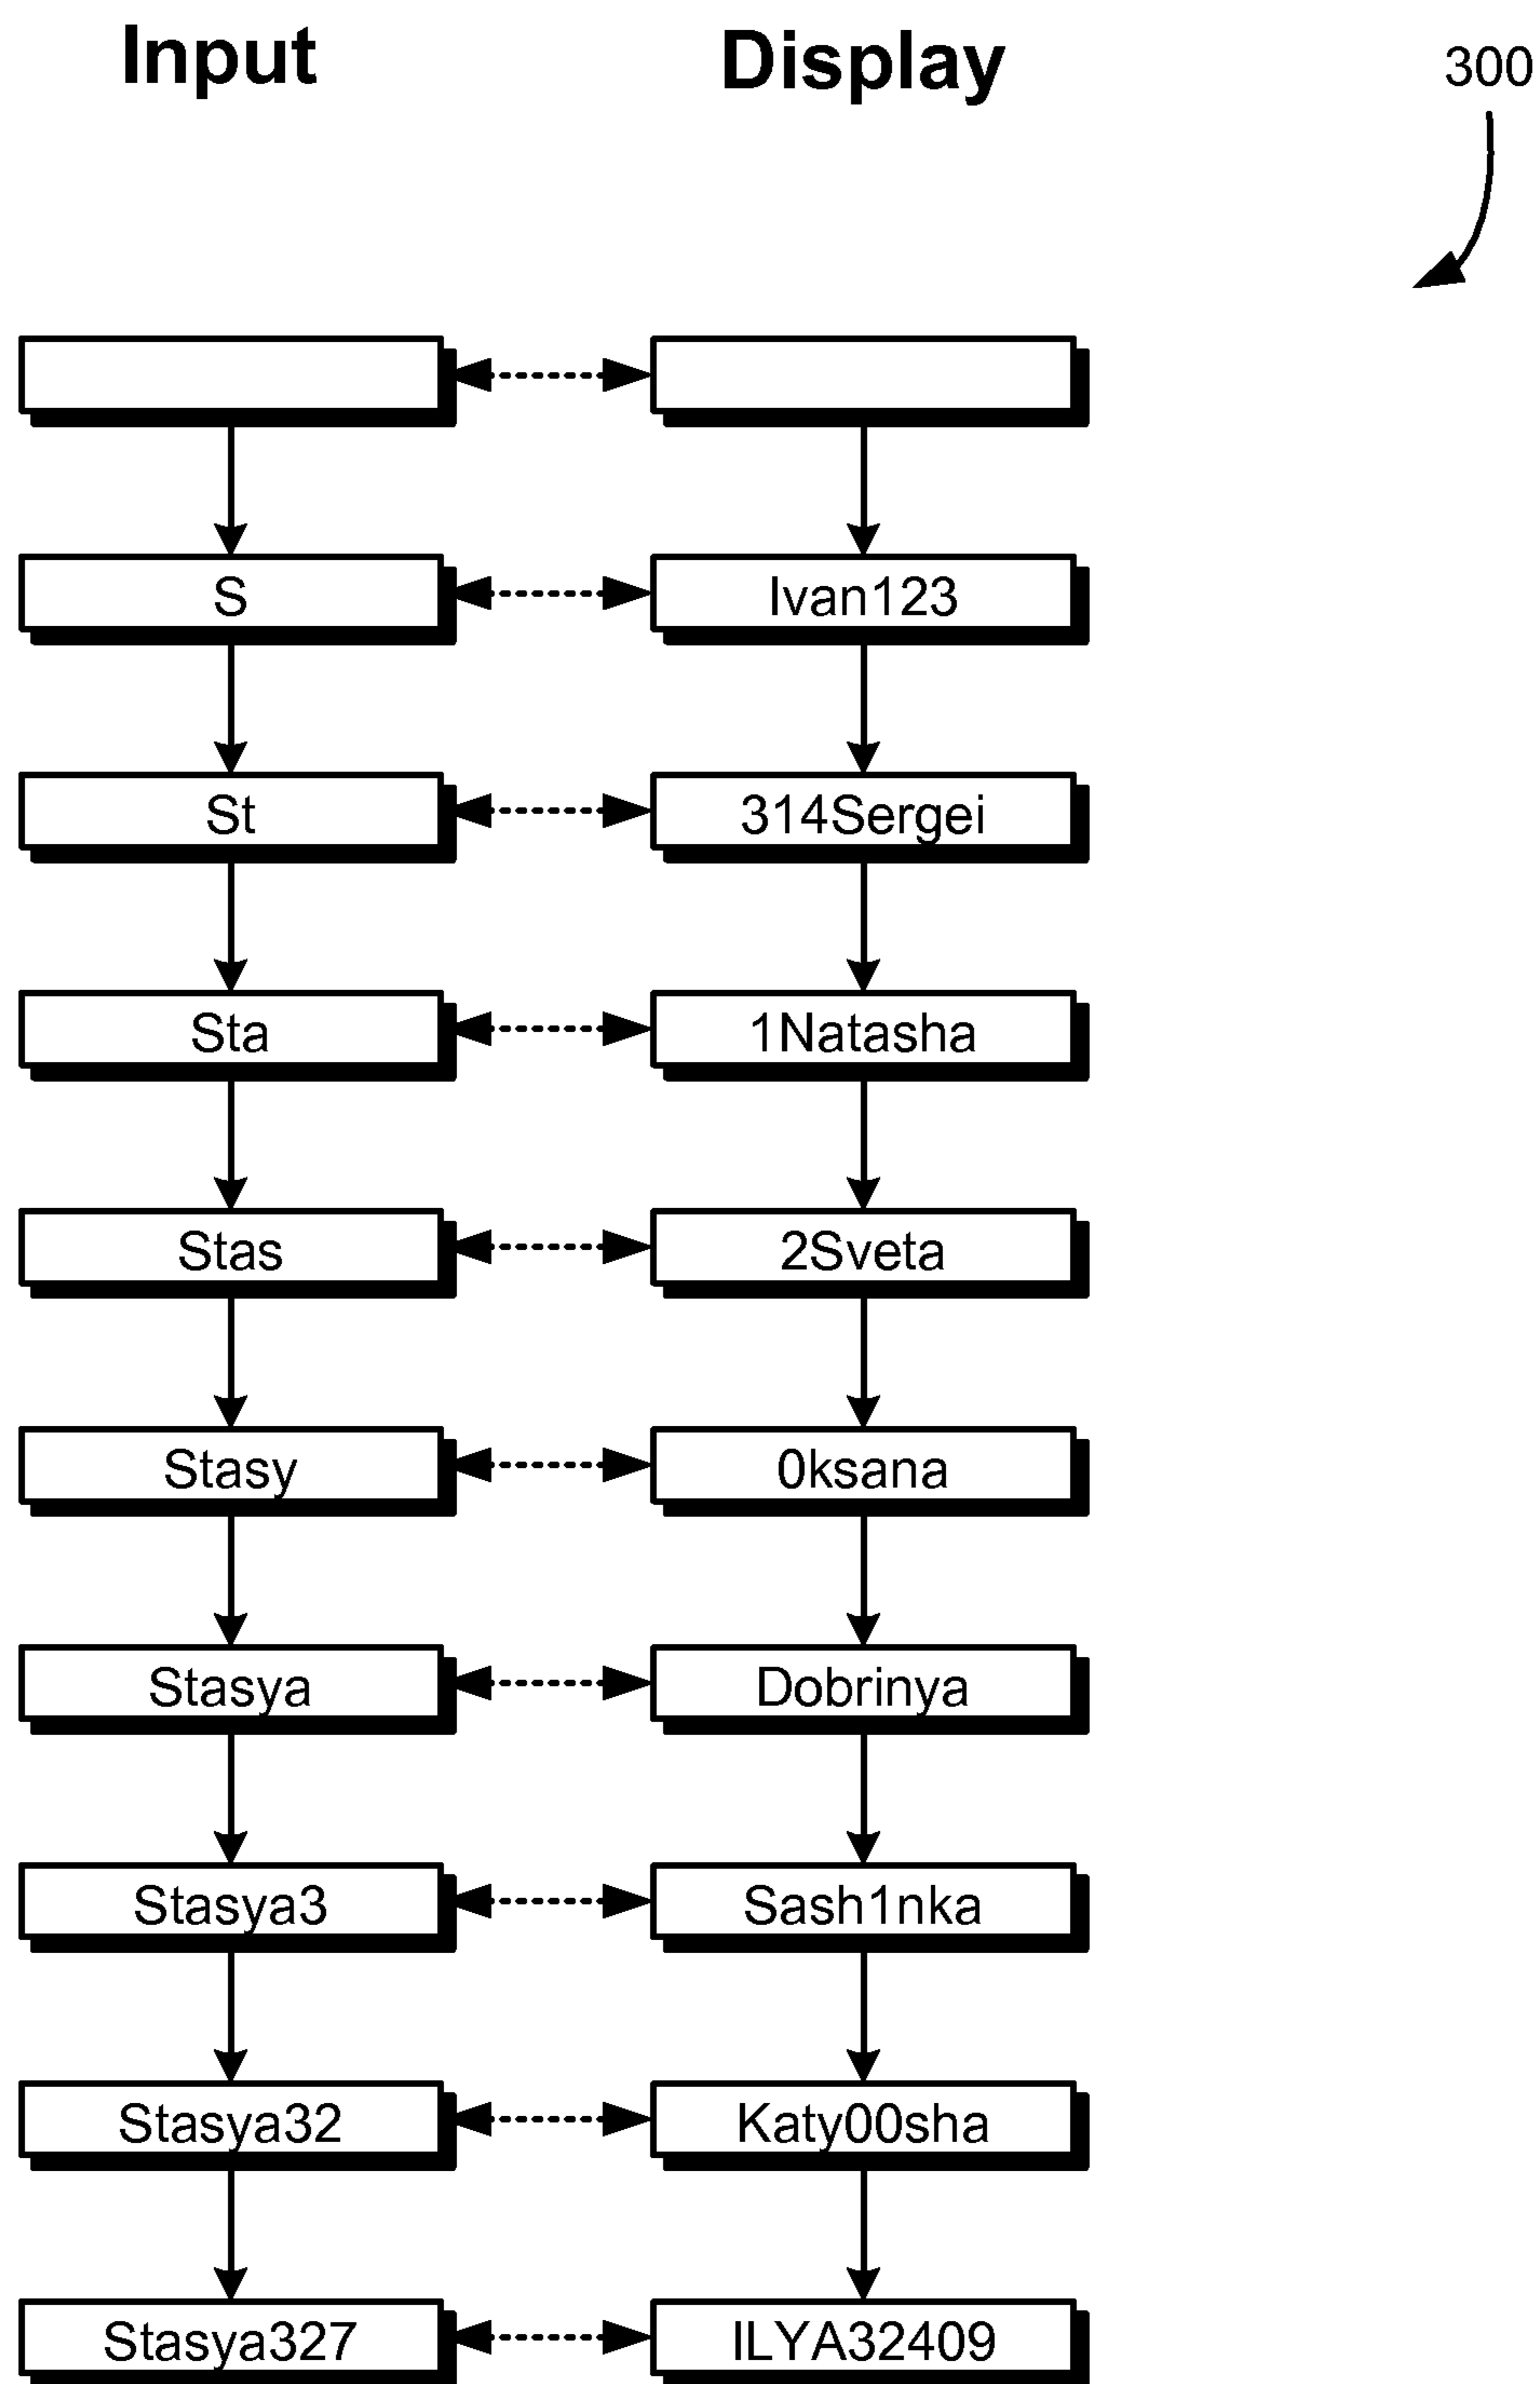 Input Display 300
S Ivan123
St 314Sergei
Sta 1Natasha
Stas 2Sveta
Stasy 0ksana
Stasya Dobrinya
Stasya3 Sash1nka
Stasya32 Katy00sha
Stasya327 ILYA32409